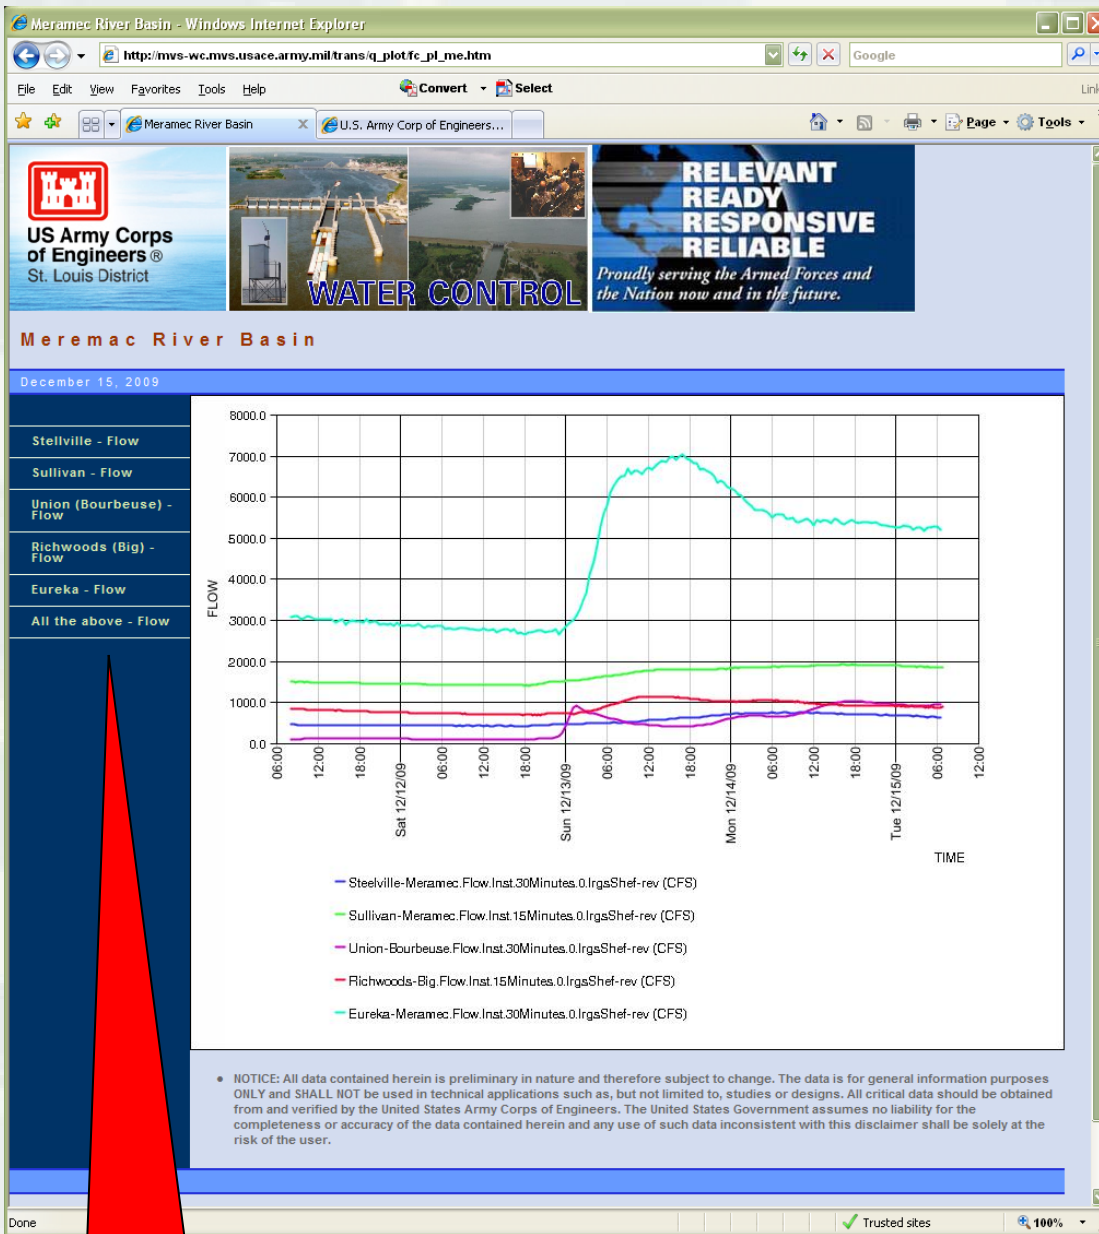 Meramec River Basin - Windows Internet Explorer
http://mvs-wc.mvs.usace.army.mil/trans/q_plot/fc_pl_me.htm
Google
File Edit View Favorites Tools Help
Convert Select
Meramec River Basin
U.S. Army Corp of Engineers...
Page Tools
US Army Corps
of Engineers ®
St. Louis District
WATER CONTROL
RELEVANT
READY
RESPONSIVE
RELIABLE
Proudly serving the Armed Forces and
the Nation now and in the future.
Meremac River Basin
December 15, 2009
Stellville - Flow
Sullivan - Flow
Union (Bourbeuse) -
Flow
Richwoods (Big) -
Flow
Eureka - Flow
All the above - Flow
8000.0
7000.0
6000.0
5000.0
4000.0
3000.0
2000.0
1000.0
0.0
FLOW
06:00
12:00
18:00
Sat 12/12/09
06:00
12:00
18:00
Sun 12/13/09
06:00
12:00
18:00
Mon 12/14/09
06:00
12:00
18:00
Tue 12/15/09
06:00
12:00
TIME
Steelville-Meramec.Flow.Inst.30Minutes.0.lrgsShef-rev (CFS)
Sullivan-Meramec.Flow.Inst.15Minutes.0.lrgsShef-rev (CFS)
Union-Bourbeuse.Flow.Inst.30Minutes.0.lrgsShef-rev (CFS)
Richwoods-Big.Flow.Inst.15Minutes.0.lrgsShef-rev (CFS)
Eureka-Meramec.Flow.Inst.30Minutes.0.lrgsShef-rev (CFS)
NOTICE: All data contained herein is preliminary in nature and therefore subject to change. The data is for general information purposes
ONLY and SHALL NOT be used in technical applications such as, but not limited to, studies or designs. All critical data should be obtained
from and verified by the United States Army Corps of Engineers. The United States Government assumes no liability for the
completeness or accuracy of the data contained herein and any use of such data inconsistent with this disclaimer shall be solely at the
risk of the user.
Done
Trusted sites
100%